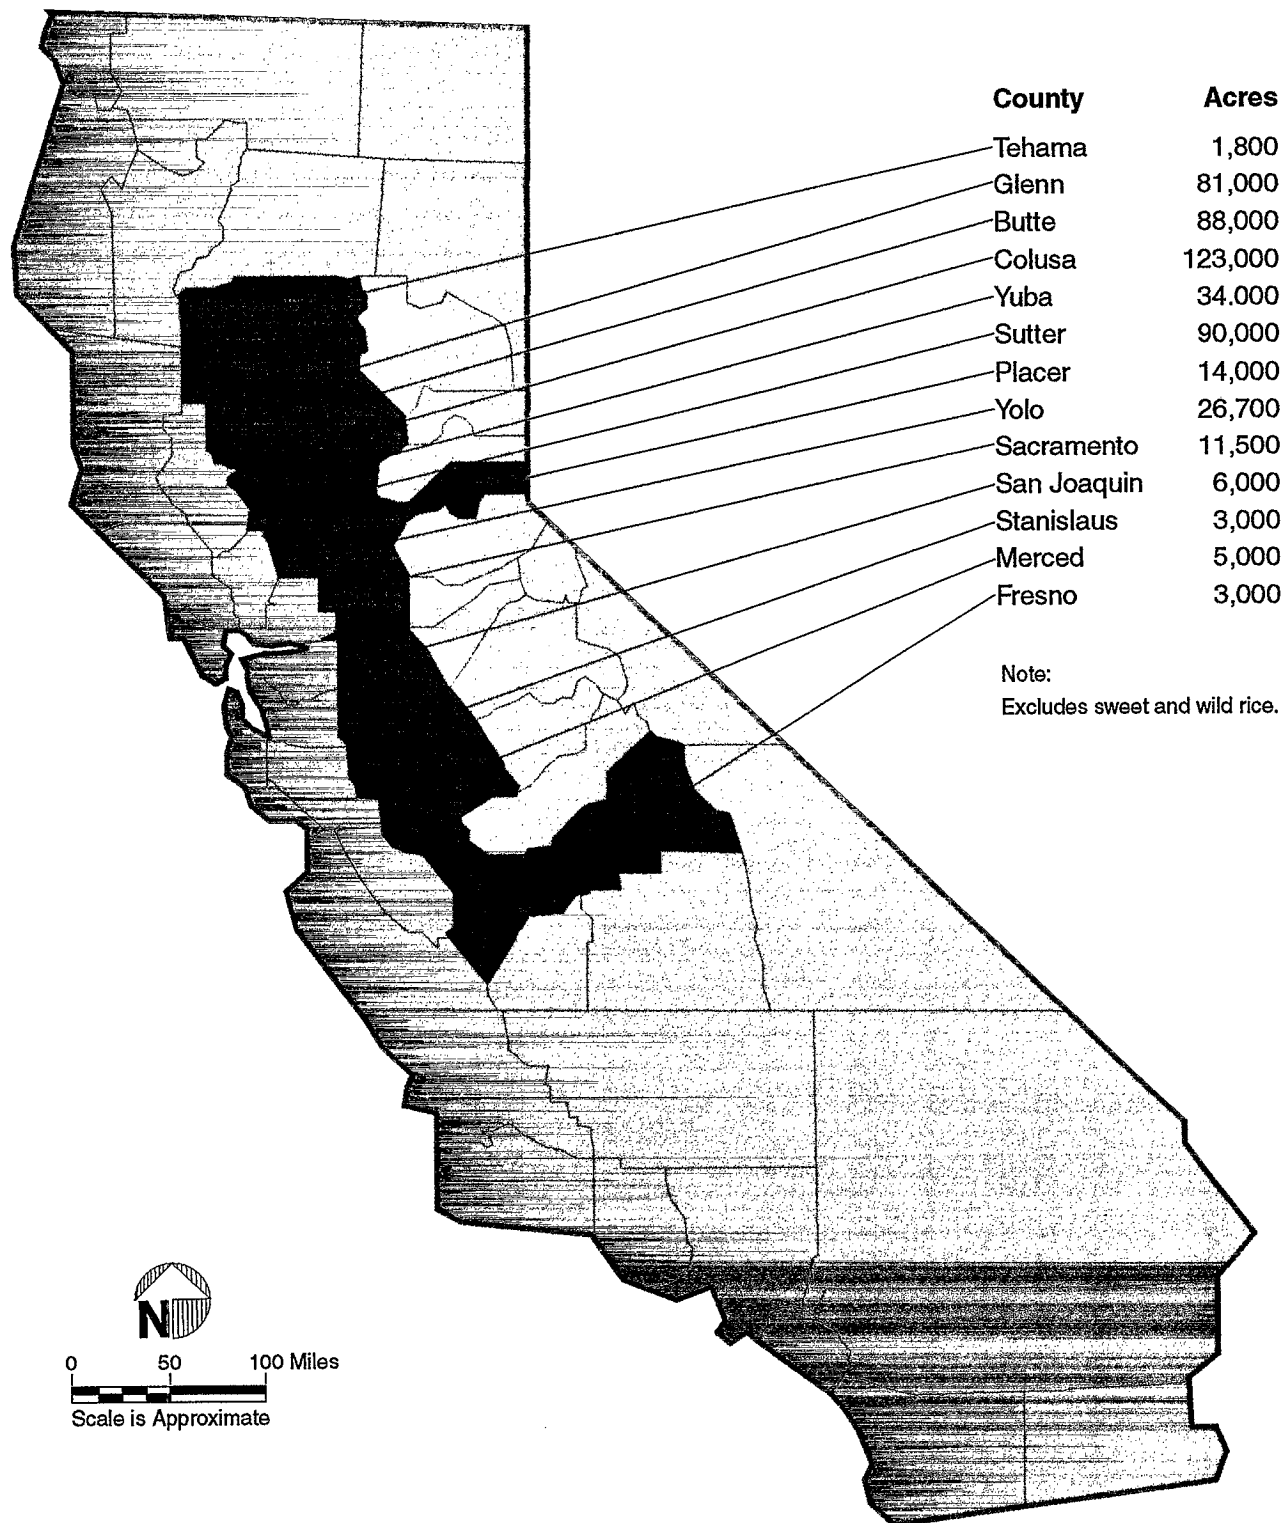 County Acres
Tehama 1,800
Glenn 81,000
Butte 88,000
Colusa 123,000
Yuba 34.000
Sutter 90,000
Placer 14,000
Yolo 26,700
Sacramento 11,500
San Joaquin 6,000
Stanislaus 3,000
Merced 5,000
Fresno 3,000
Note:
Excludes sweet and wild rice.
N
0 50 100 Miles
Scale is Approximate